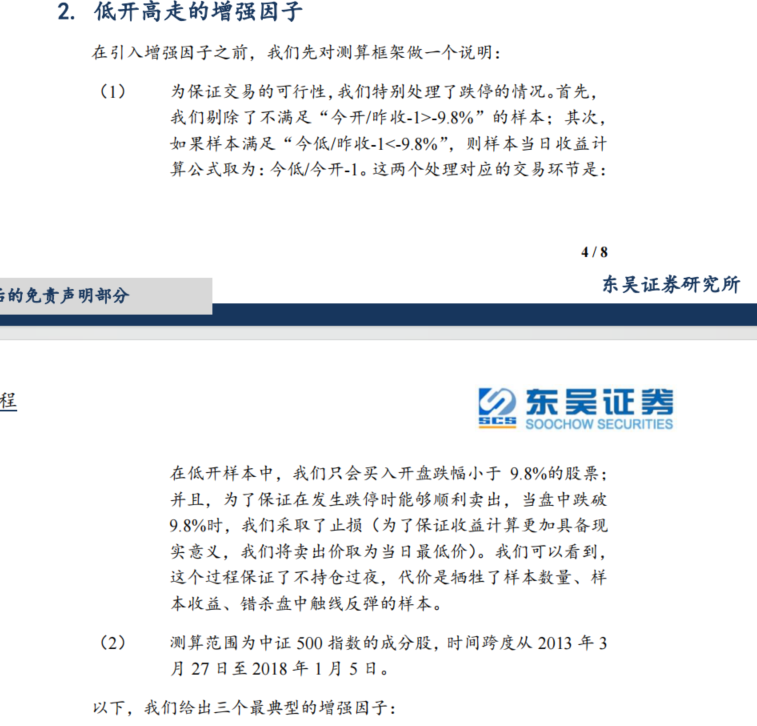 2. 低开高走的增强因子
在引入增强因子之前，我们先对测算框架做一个说明：
（1） 为保证交易的可行性，我们特别处理了跌停的情况。首先，
我们剔除了不满足“今开/昨收-1>-9.8%”的样本；其次，
如果样本满足“今低/昨收-1<-9.8%”，则样本当日收益计
算公式取为：今低/今开-1。这两个处理对应的交易环节是：
4 / 8
后的免责声明部分
东吴证券研究所
程
东吴证券
SCS SOOCHOW SECURITIES
在低开样本中，我们只会买入开盘跌幅小于 9.8%的股票；
并且，为了保证在发生跌停时能够顺利卖出，当盘中跌破
9.8%时，我们采取了止损（为了保证收益计算更加具备现
实意义，我们将卖出价取为当日最低价）。我们可以看到，
这个过程保证了不持仓过夜，代价是牺牲了样本数量、样
本收益、错杀盘中触线反弹的样本。
（2） 测算范围为中证 500 指数的成分股，时间跨度从 2013 年 3
月 27 日至 2018 年 1 月 5 日。
以下，我们给出三个最典型的增强因子：